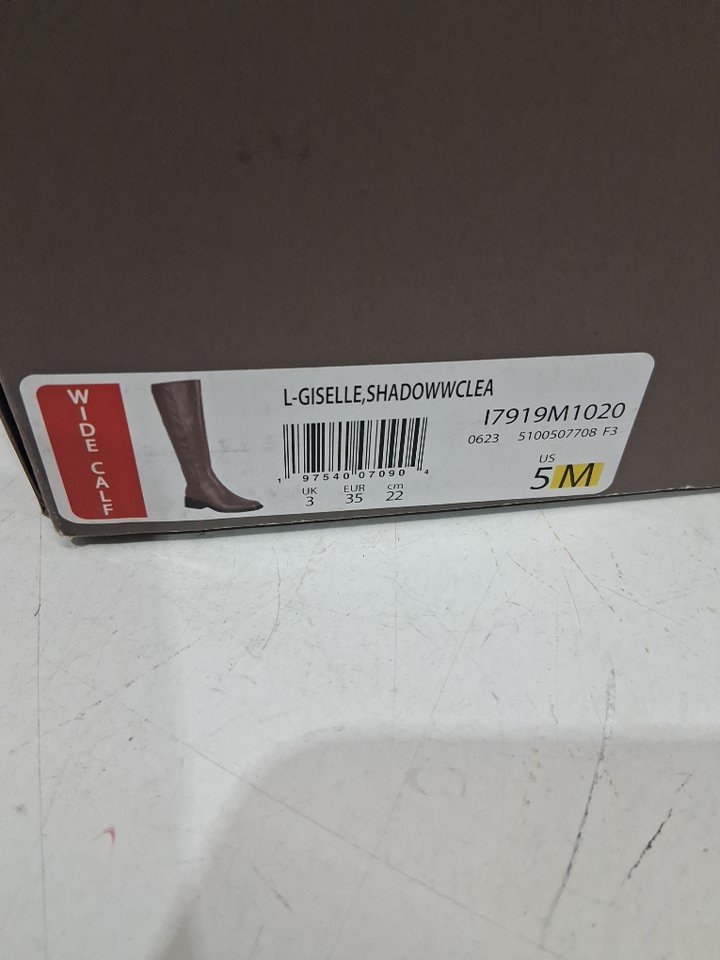 WIDE CALF
L-GISELLE,SHADOWWCLEA
I7919M1020
0623 5100507708 F3
1 97540 07090 4
UK EUR cm
3 35 22
US
5 M